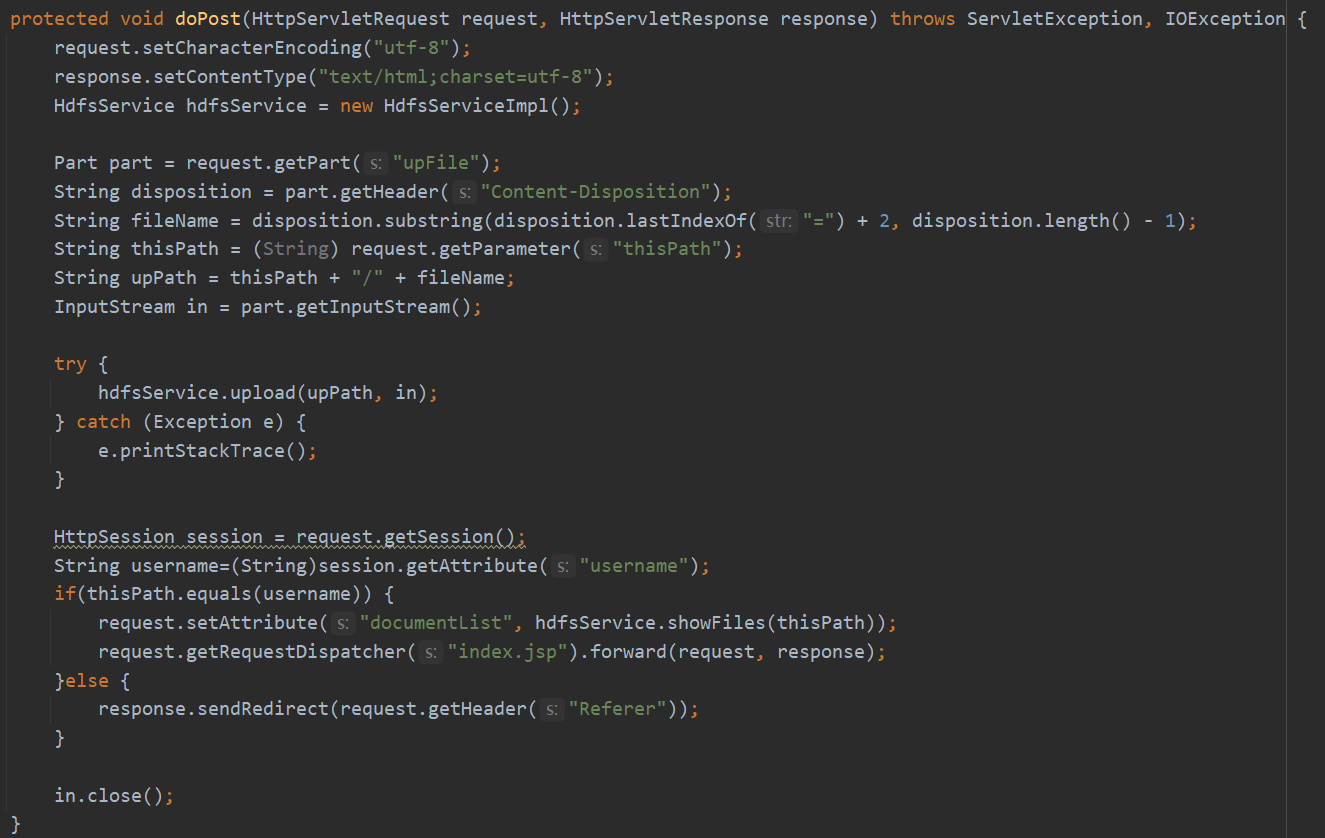 protected void doPost(HttpServletRequest request, HttpServletResponse response) throws ServletException, IOException {
    request.setCharacterEncoding("utf-8");
    response.setContentType("text/html;charset=utf-8");
    HdfsService hdfsService = new HdfsServiceImpl();

    Part part = request.getPart( s: "upFile");
    String disposition = part.getHeader( s: "Content-Disposition");
    String fileName = disposition.substring(disposition.lastIndexOf( str: "=") + 2, disposition.length() - 1);
    String thisPath = (String) request.getParameter( s: "thisPath");
    String upPath = thisPath + "/" + fileName;
    InputStream in = part.getInputStream();

    try {
        hdfsService.upload(upPath, in);
    } catch (Exception e) {
        e.printStackTrace();
    }

    HttpSession session = request.getSession();
    String username=(String)session.getAttribute( s: "username");
    if(thisPath.equals(username)) {
        request.setAttribute( s: "documentList", hdfsService.showFiles(thisPath));
        request.getRequestDispatcher( s: "index.jsp").forward(request, response);
    }else {
        response.sendRedirect(request.getHeader( s: "Referer"));
    }

    in.close();
}